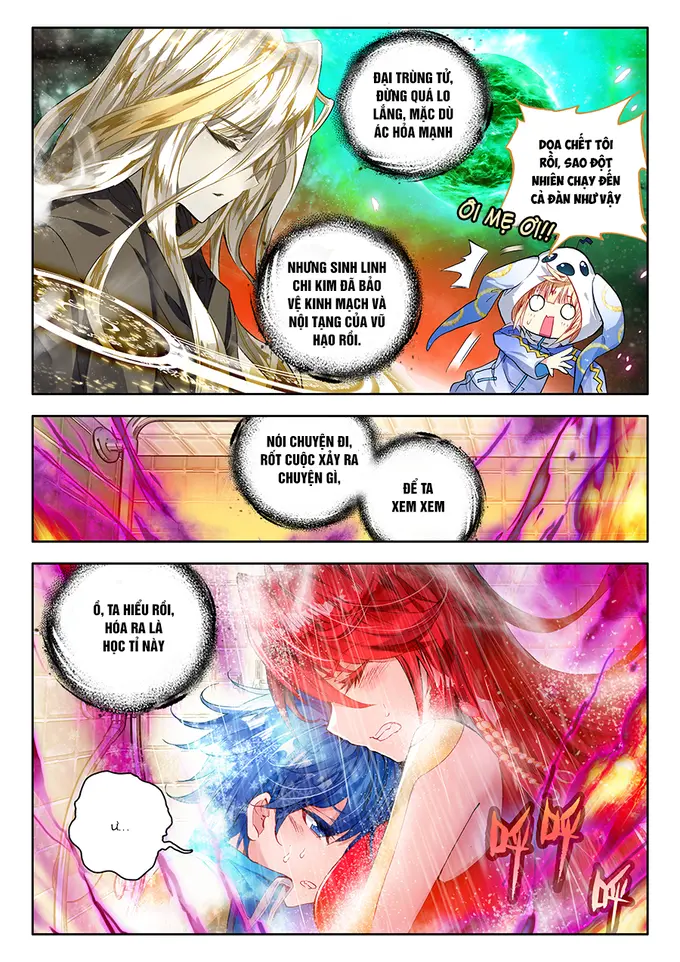 ĐẠI TRÙNG TỬ,
ĐỪNG QUÁ LO
LẮNG, MẶC DÙ
ÁC HỎA MẠNH
DỌA CHẾT TÔI
RỒI, SAO ĐỘT
NHIÊN CHẠY ĐẾN
CẢ ĐÀN NHƯ VẬY
ÔI MẸ ƠI!!
NHƯNG SINH LINH
CHI KIM ĐÃ BẢO
VỆ KINH MẠCH VÀ
NỘI TẠNG CỦA VŨ
HẠO RỒI.
NÓI CHUYỆN ĐI,
RỐT CUỘC XẢY RA
CHUYỆN GÌ,
ĐỂ TA
XEM XEM
Ồ, TA HIỂU RỒI,
HÓA RA LÀ
HỌC TỈ NÀY
Ư...
呼 呼
呼